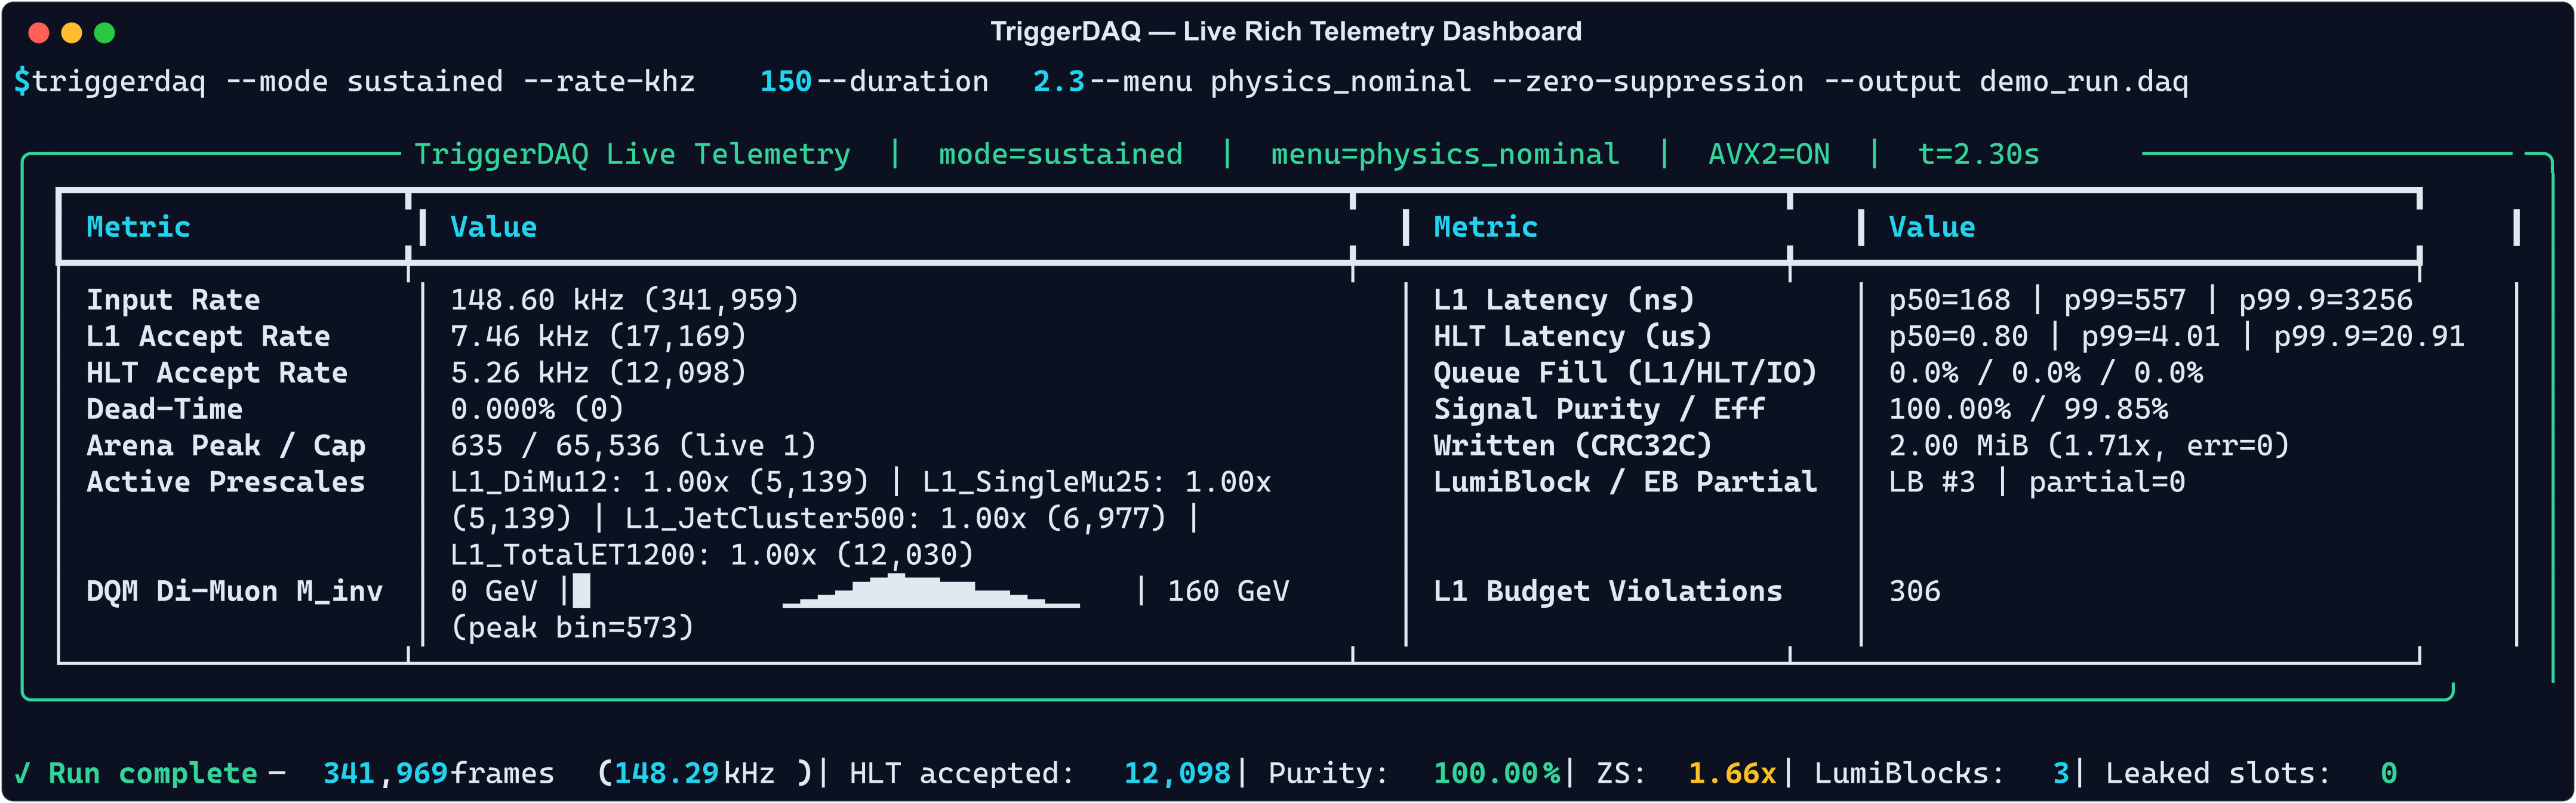 TriggerDAQ — Live Rich Telemetry Dashboard
$triggerdaq --mode sustained --rate-khz 150--duration 2.3--menu physics_nominal --zero-suppression --output demo_run.daq
TriggerDAQ Live Telemetry | mode=sustained | menu=physics_nominal | AVX2=ON | t=2.30s
Metric | Value | Metric | Value |
Input Rate | 148.60 kHz (341,959) | L1 Latency (ns) | p50=168 | p99=557 | p99.9=3256
L1 Accept Rate | 7.46 kHz (17,169) | HLT Latency (us) | p50=0.80 | p99=4.01 | p99.9=20.91
HLT Accept Rate | 5.26 kHz (12,098) | Queue Fill (L1/HLT/IO) | 0.0% / 0.0% / 0.0%
Dead-Time | 0.000% (0) | Signal Purity / Eff | 100.00% / 99.85%
Arena Peak / Cap | 635 / 65,536 (live 1) | Written (CRC32C) | 2.00 MiB (1.71x, err=0)
Active Prescales | L1_DiMu12: 1.00x (5,139) | L1_SingleMu25: 1.00x | LumiBlock / EB Partial | LB #3 | partial=0
(5,139) | L1_JetCluster500: 1.00x (6,977) |
L1_TotalET1200: 1.00x (12,030)
DQM Di-Muon M_inv | 0 GeV | | 160 GeV | L1 Budget Violations | 306
(peak bin=573)
✓ Run complete — 341,969frames (148.29kHz )| HLT accepted: 12,098| Purity: 100.00%| ZS: 1.66x| LumiBlocks: 3| Leaked slots: 0